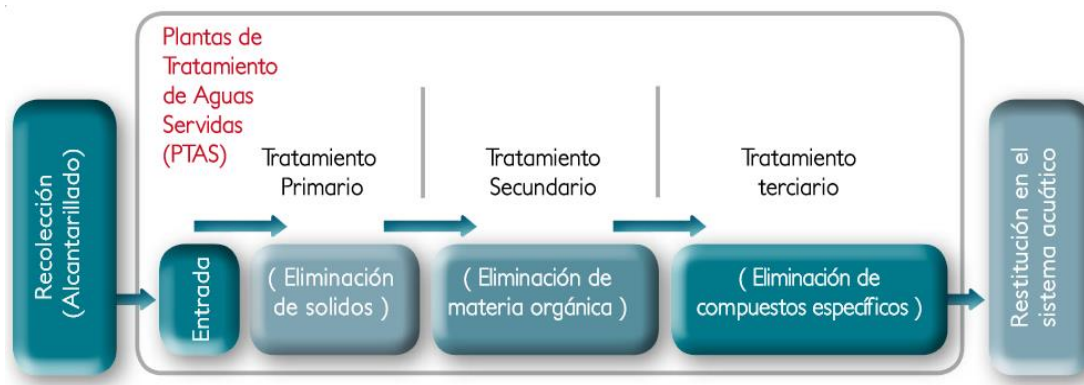 Recolección
(Alcantarillado)
Plantas de
Tratamiento
de Aguas
Servidas
(PTAS)
Entrada
Tratamiento
Primario
( Eliminación
de solidos )
Tratamiento
Secundario
( Eliminación de
materia orgánica )
Tratamiento
terciario
( Eliminación de
compuestos específicos )
Restitución en el
sistema acuático